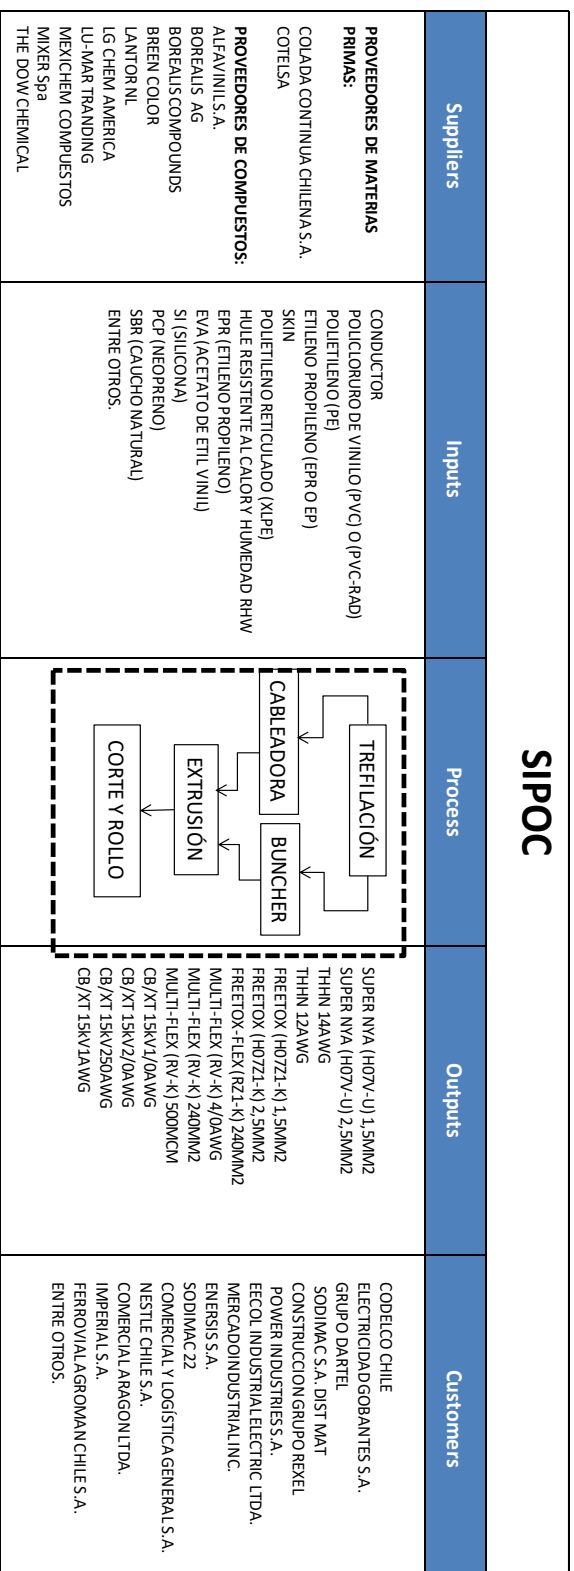 SIPOC
Suppliers
Inputs
Process
Outputs
Customers
PROVEEDORES DE MATERIAS
PRIMAS:
COLADA CONTINUA CHILENA S.A.
COTELSA
PROVEEDORES DE COMPUESTOS:
ALFAVINIL S.A.
BOREALIS AG
BOREALIS COMPOUNDS
BREEN COLOR
LANTOR NL
LG CHEM AMERICA
LU-MAR TRANDING
MEXICHEM COMPUESTOS
MIXER Spa
THE DOW CHEMICAL
CONDUCTOR
POLICLORURO DE VINILO (PVC) O (PVC-RAD)
POLIETILENO (PE)
ETILENO PROPILENO (EPR O EP)
SKIN
POLIETILENO RETICULADO (XLPE)
HULE RESISTENTE AL CALOR Y HUMEDAD RHW
EPR (ETILENO PROPILENO)
EVA (ACETATO DE ETIL VINIL)
SI (SILICONA)
PCP (NEOPRENO)
SBR (CAUCHO NATURAL)
ENTRE OTROS.
TREFILACIÓN
CABLEADORA
BUNCHER
EXTRUSIÓN
CORTE Y ROLLO
SUPER NYA (H07V-U) 1,5MM2
SUPER NYA (H07V-U) 2,5MM2
THHN 14AWG
THHN 12AWG
FREETOX (H07Z1-K) 1,5MM2
FREETOX (H07Z1-K) 2,5MM2
FREETOX-FLEX (RZ1-K) 240MM2
MULTI-FLEX (RV-K) 4/0AWG
MULTI-FLEX (RV-K) 240MM2
MULTI-FLEX (RV-K) 500MCM
CB/XT 15kV 1/0AWG
CB/XT 15kV 2/0AWG
CB/XT 15kV 250AWG
CB/XT 15kV 1AWG
CODELCO CHILE
ELECTRICIDAD GOBANTES S.A.
GRUPO DARTEL
SODIMAC S.A. DIST MAT
CONSTRUCCION GRUPO REXEL
POWER INDUSTRIES S.A.
EECOL INDUSTRIAL ELECTRIC LTDA.
MERCADO INDUSTRIAL INC.
ENERSIS S.A.
SODIMAC 22
COMERCIAL Y LOGÍSTICA GENERAL S.A.
NESTLE CHILE S.A.
COMERCIAL ARAGON LTDA.
IMPERIAL S.A.
FERROVIAL AGROMAN CHILE S.A.
ENTRE OTROS.